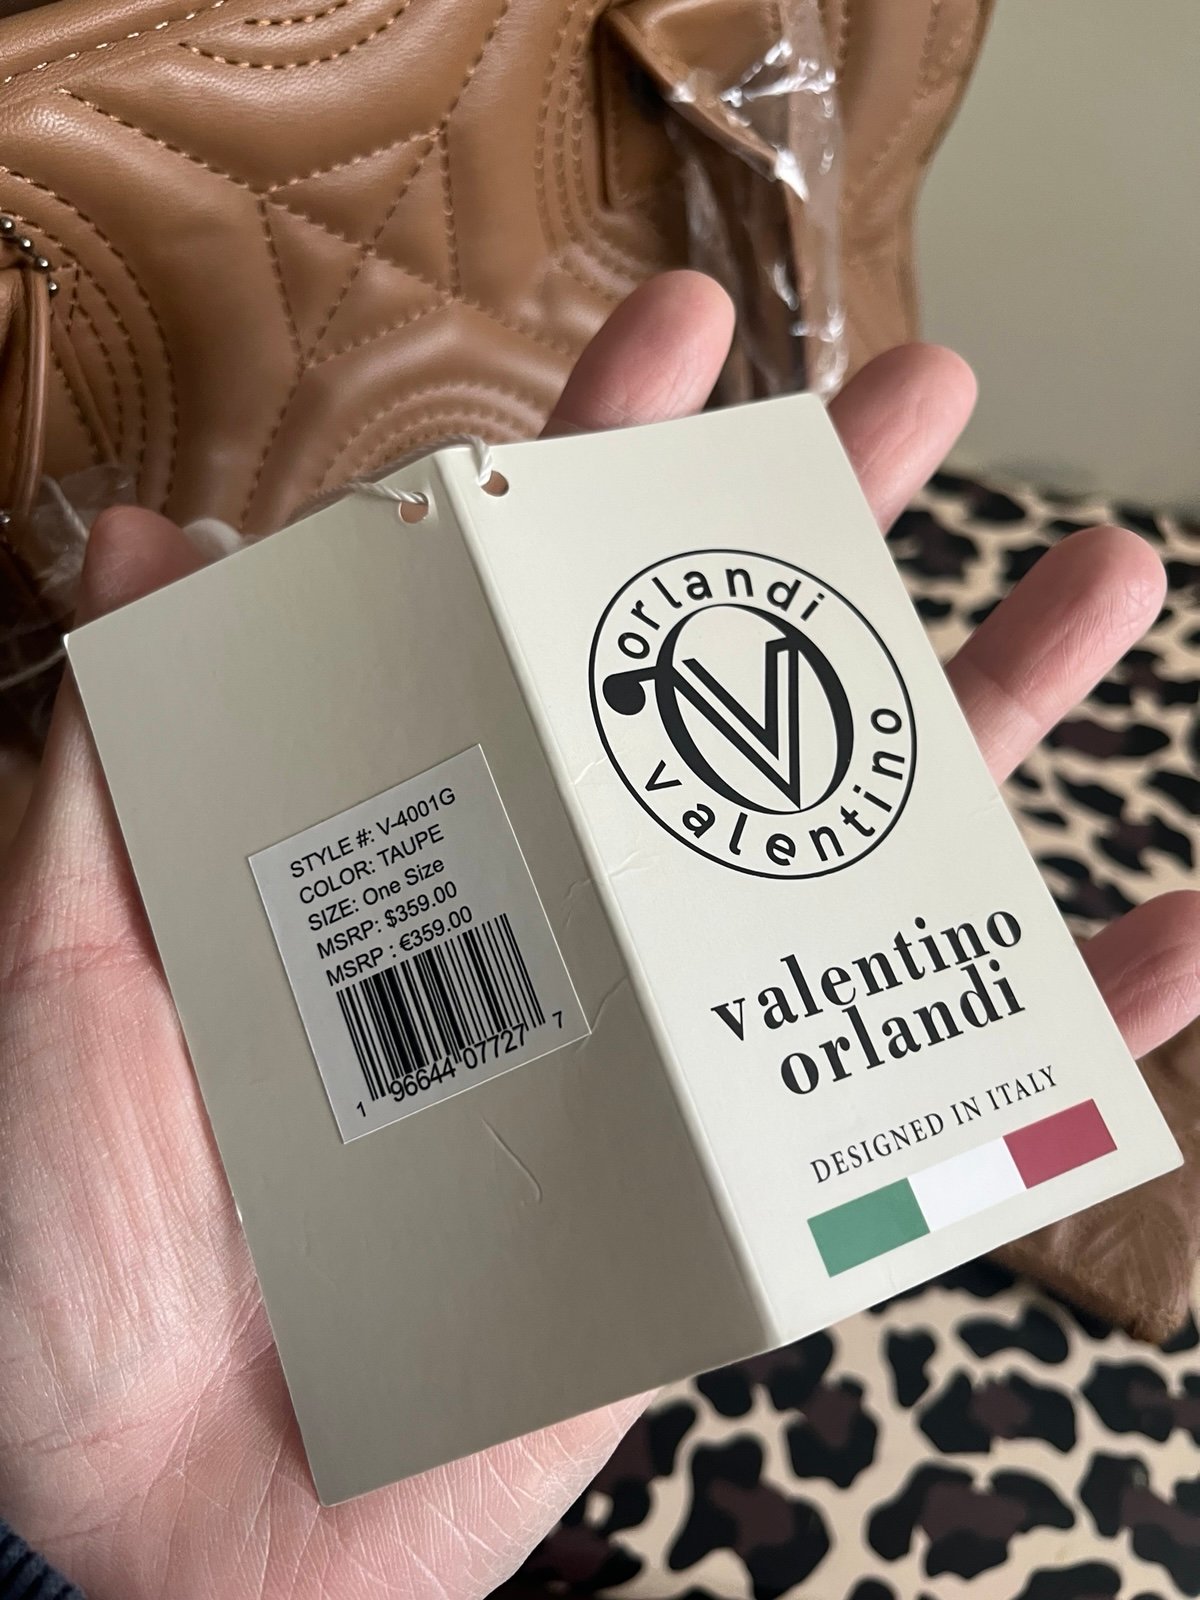 STYLE #: V-4001G
COLOR: TAUPE
SIZE: One Size
MSRP: $359.00
MSRP : €359.00
1 96644 07727 7
orlandi
valentino
valentino
orlandi
DESIGNED IN ITALY